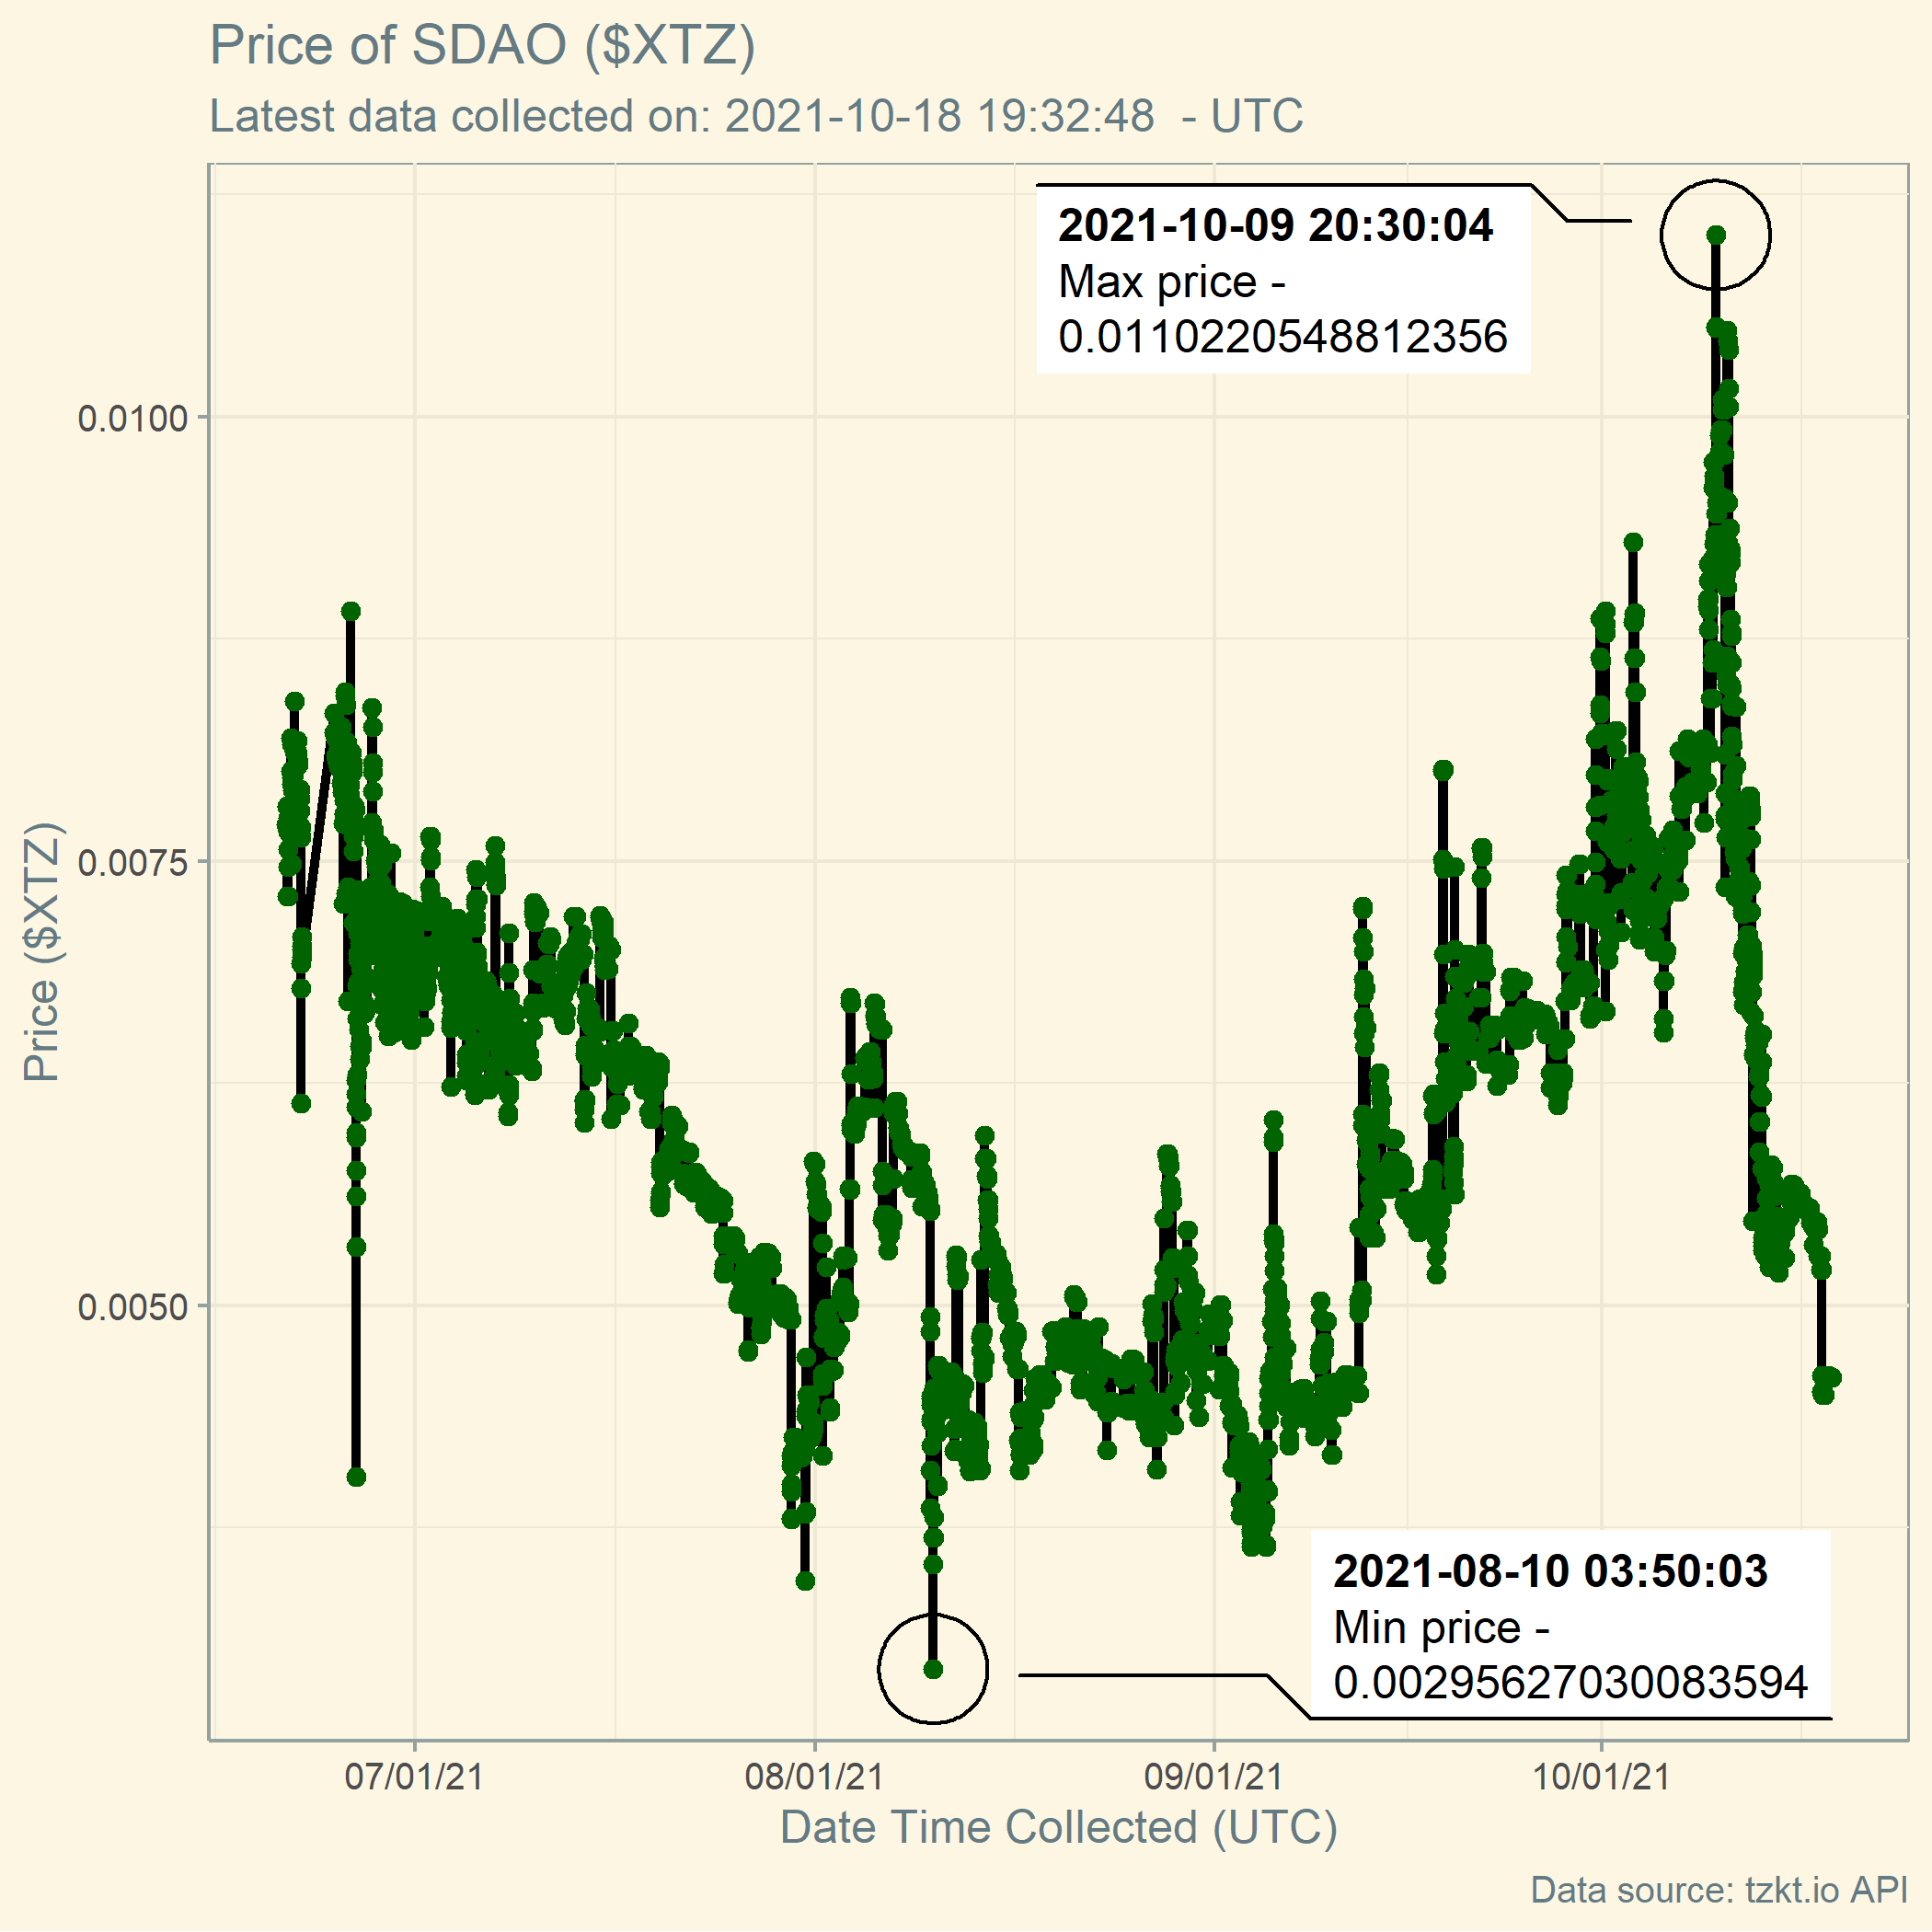 Price of SDAO ($XTZ)
Latest data collected on: 2021-10-18 19:32:48  - UTC
2021-10-09 20:30:04
Max price -
0.0110220548812356
0.0100
0.0075
0.0050
Price ($XTZ)
2021-08-10 03:50:03
Min price -
0.00295627030083594
07/01/21
08/01/21
09/01/21
10/01/21
Date Time Collected (UTC)
Data source: tzkt.io API